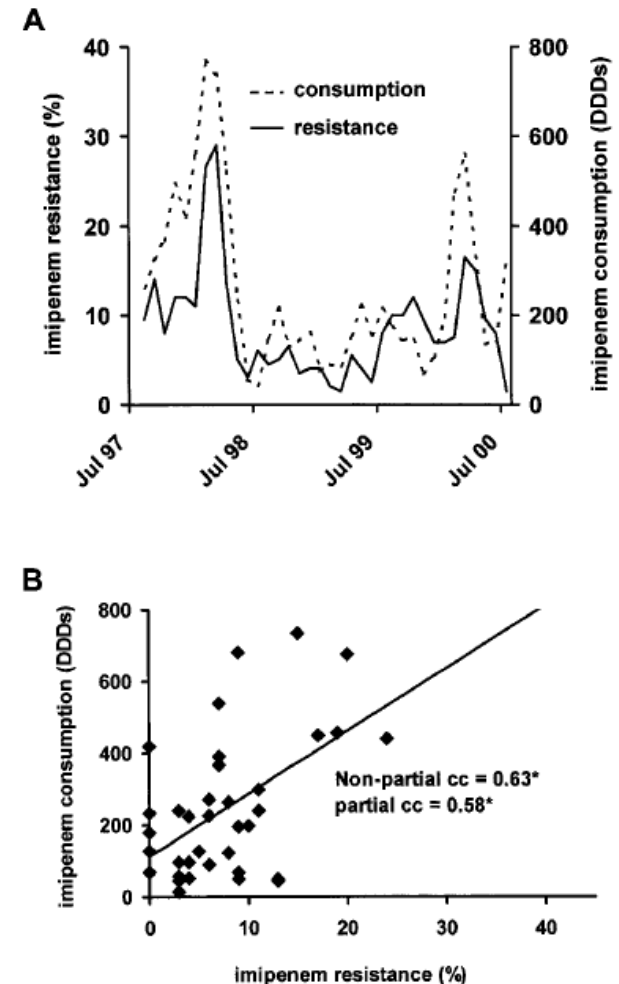 A
40
30
20
10
0
imipenem resistance (%)
800
600
400
200
0
imipenem consumption (DDDs)
consumption
resistance
Jul 97
Jul 98
Jul 99
Jul 00
B
800
600
400
200
0
imipenem consumption (DDDs)
Non-partial cc = 0.63*
partial cc = 0.58*
0
10
20
30
40
imipenem resistance (%)